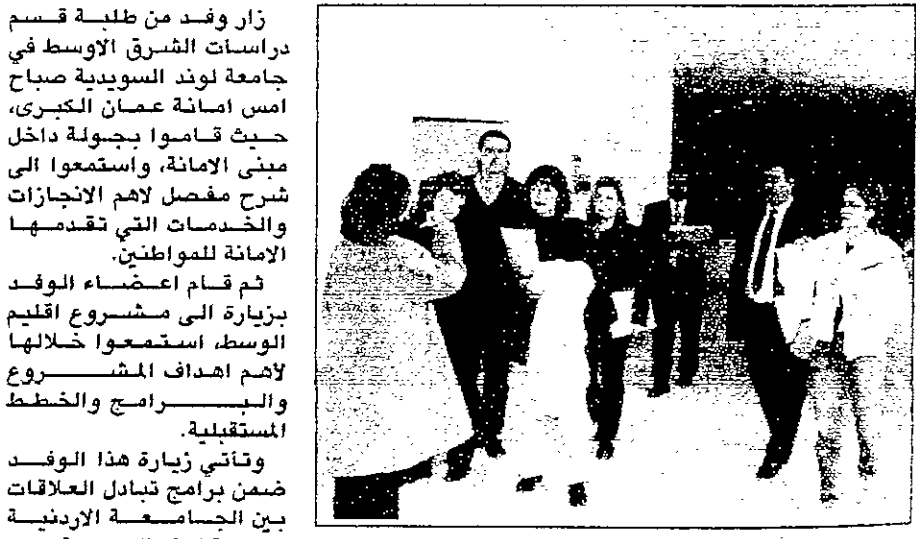 زار وفد من طلبة قسم
دراسات الشرق الاوسط في
جامعة لوند السويدية صباح
امس امانة عمان الكبرى،
حيث قاموا بجولة داخل
مبنى الامانة، واستمعوا الى
شرح مفصل لاهم الانجازات
والخدمات التي تقدمها
الامانة للمواطنين.
ثم قام اعضاء الوفد
بزيارة الى مشروع اقليم
الوسط، استمعوا خلالها
لاهم اهداف المشروع
والبرامج والخطط
المستقبلية.
وتأتي زيارة هذا الوفد
ضمن برامج تبادل العلاقات
بين الجامعة الاردنية